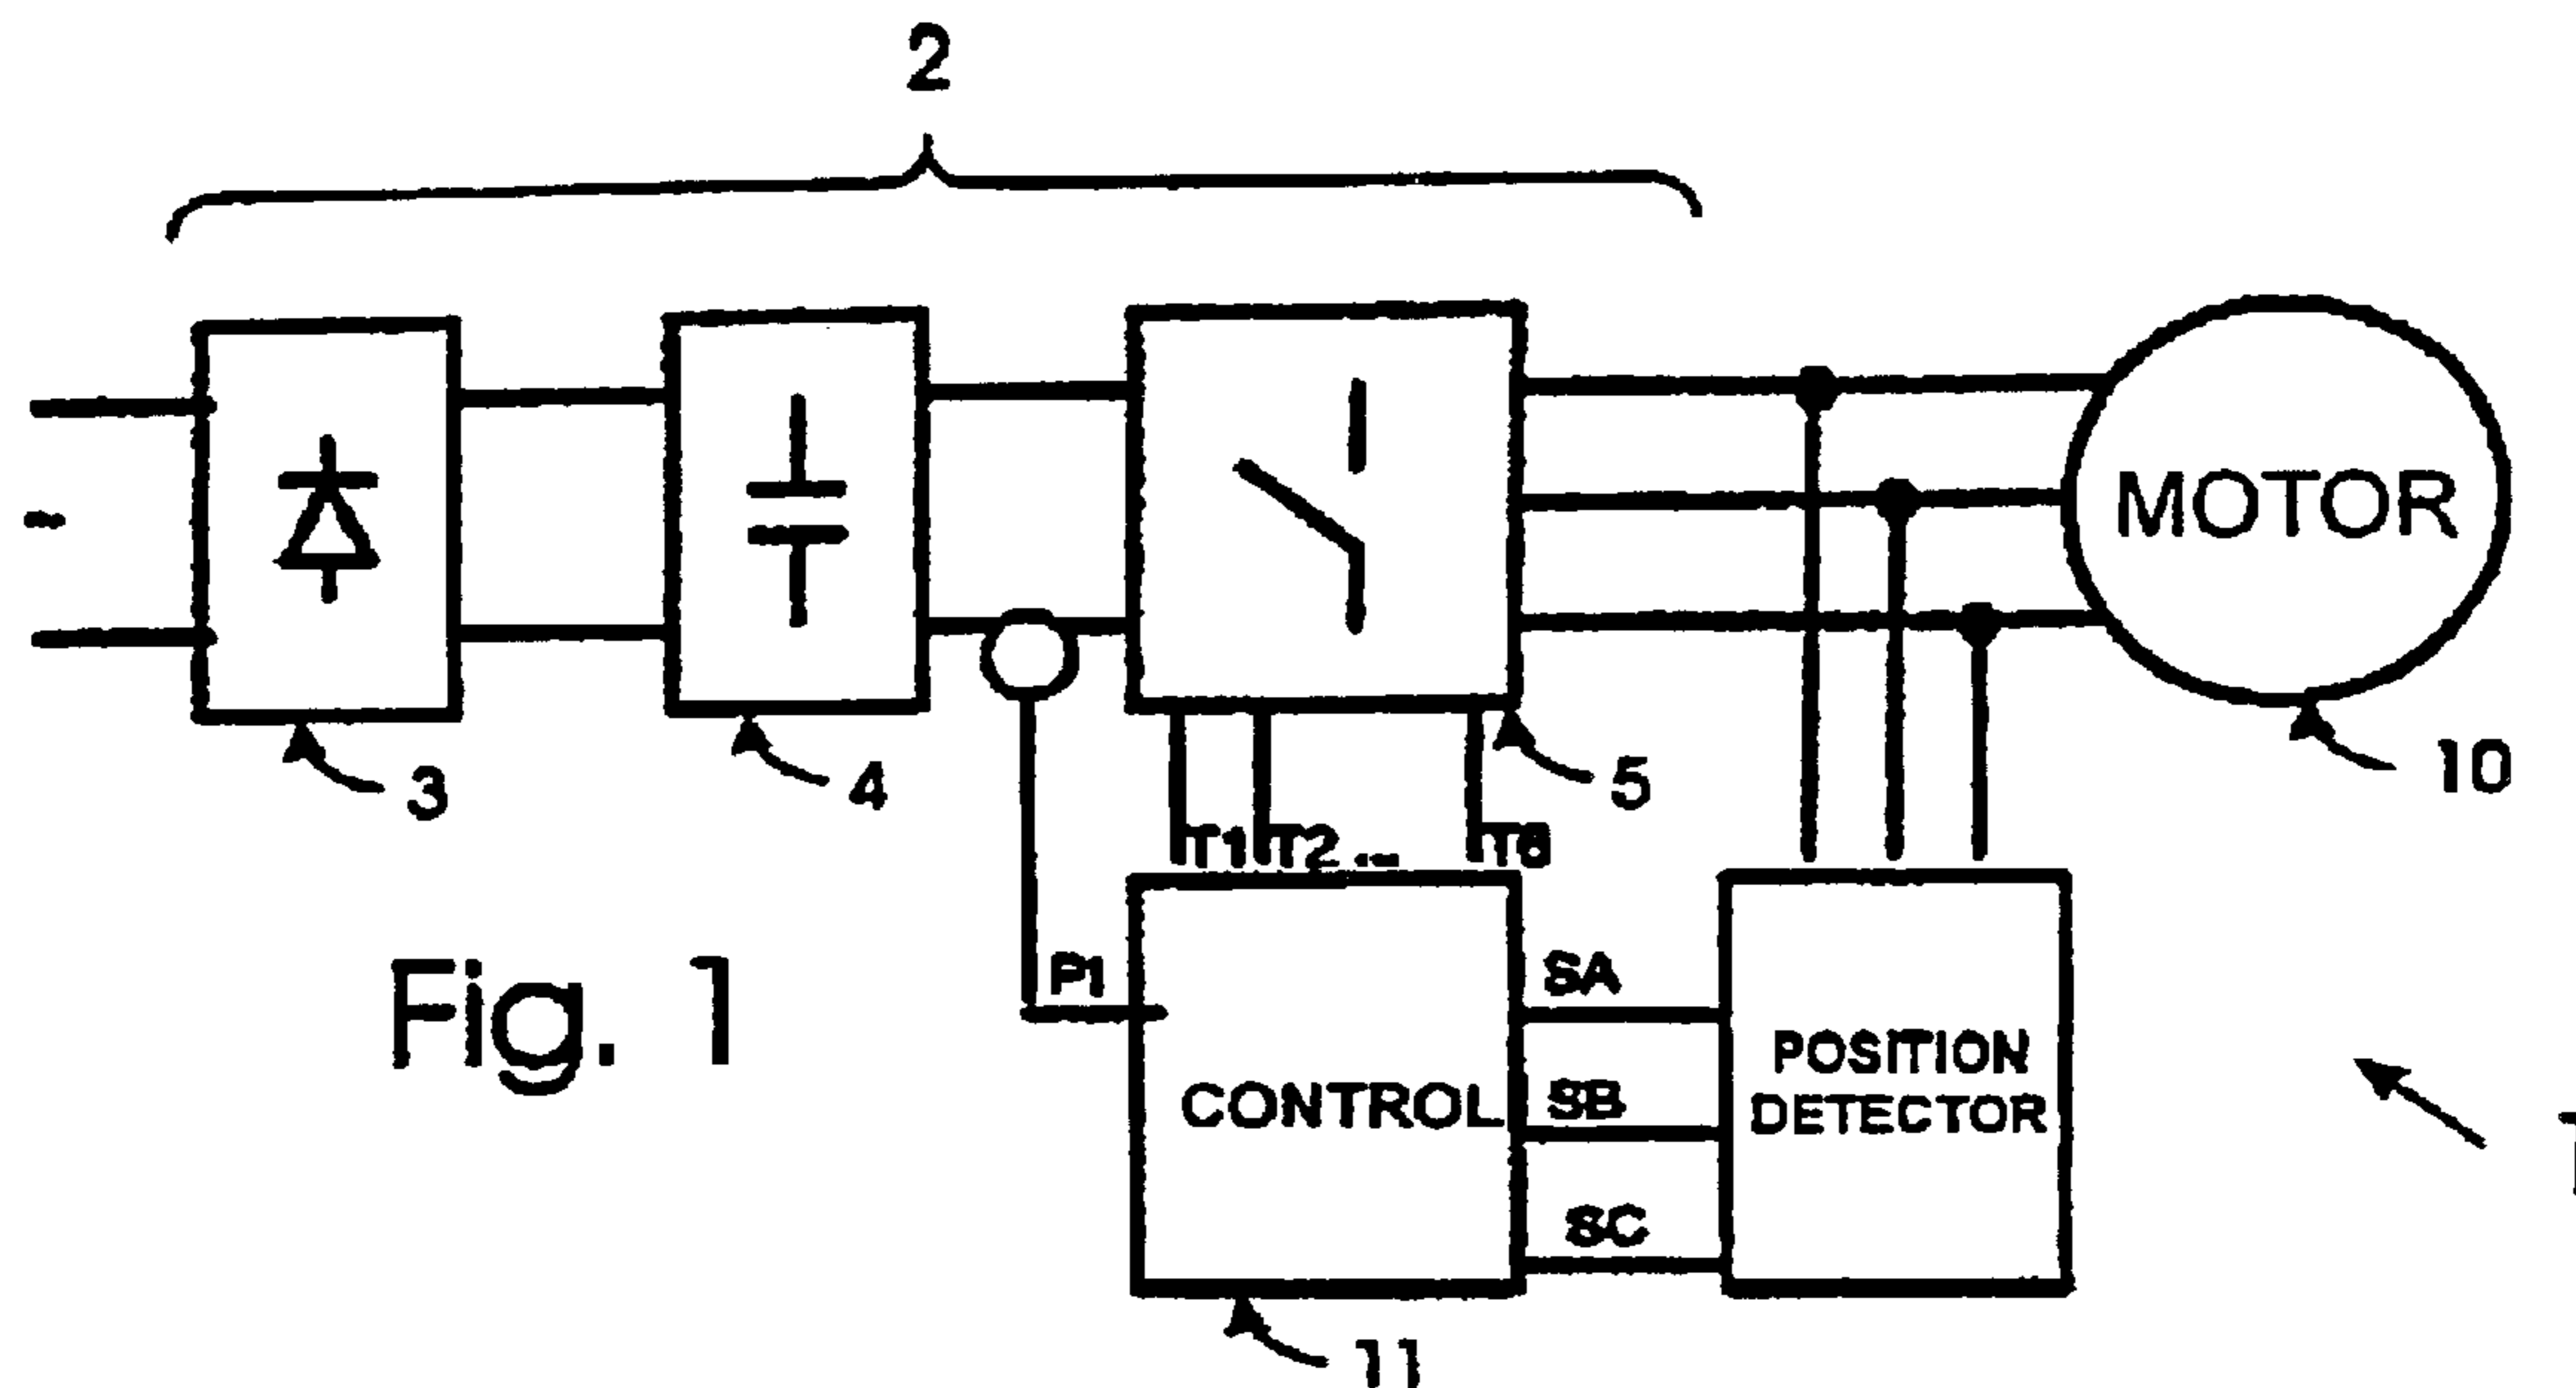 2
~
MOTOR
3
4
5
10
T1 T2 ... T6
P1
SA
SB
SC
CONTROL
POSITION
DETECTOR
Fig. 1
11